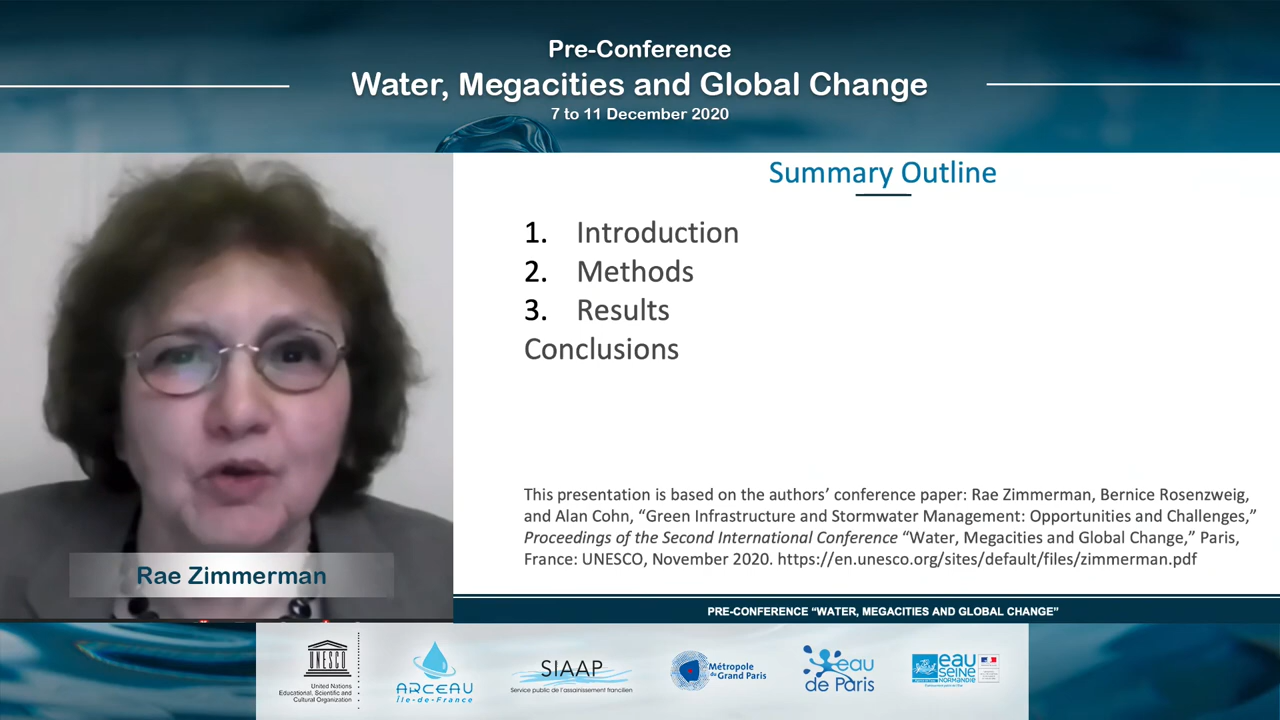 Pre-Conference
Water, Megacities and Global Change
7 to 11 December 2020
Summary Outline
1. Introduction
2. Methods
3. Results
Conclusions
This presentation is based on the authors’ conference paper: Rae Zimmerman, Bernice Rosenzweig,
and Alan Cohn, “Green Infrastructure and Stormwater Management: Opportunities and Challenges,”
Proceedings of the Second International Conference “Water, Megacities and Global Change,” Paris,
France: UNESCO, November 2020. https://en.unesco.org/sites/default/files/zimmerman.pdf
Rae Zimmerman
PRE-CONFERENCE “WATER, MEGACITIES AND GLOBAL CHANGE”
UNESCO
United Nations
Educational, Scientific and
Cultural Organization
ARCEAU
Île-de-France
SIAAP
Service public de l'assainissement francilien
Métropole
du Grand Paris
eau
de Paris
eau
SEINE
NORMANDIE